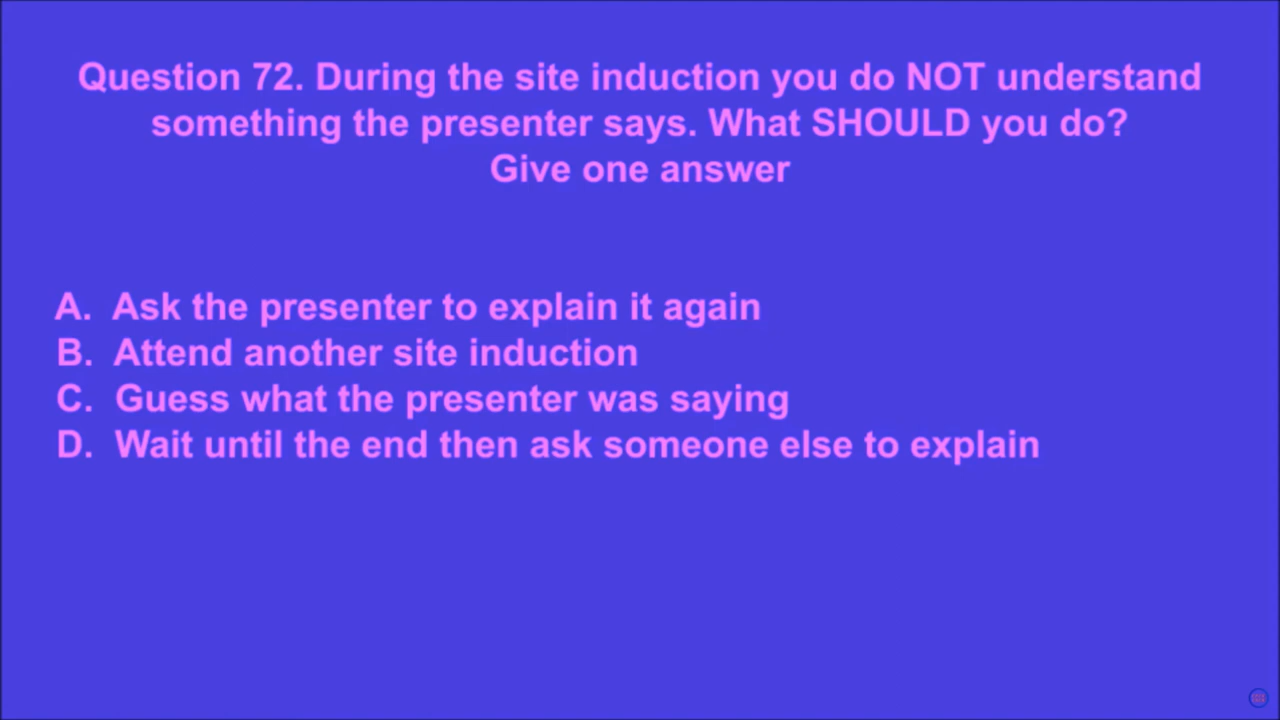 Question 72. During the site induction you do NOT understand
something the presenter says. What SHOULD you do?
Give one answer
A. Ask the presenter to explain it again
B. Attend another site induction
C. Guess what the presenter was saying
D. Wait until the end then ask someone else to explain